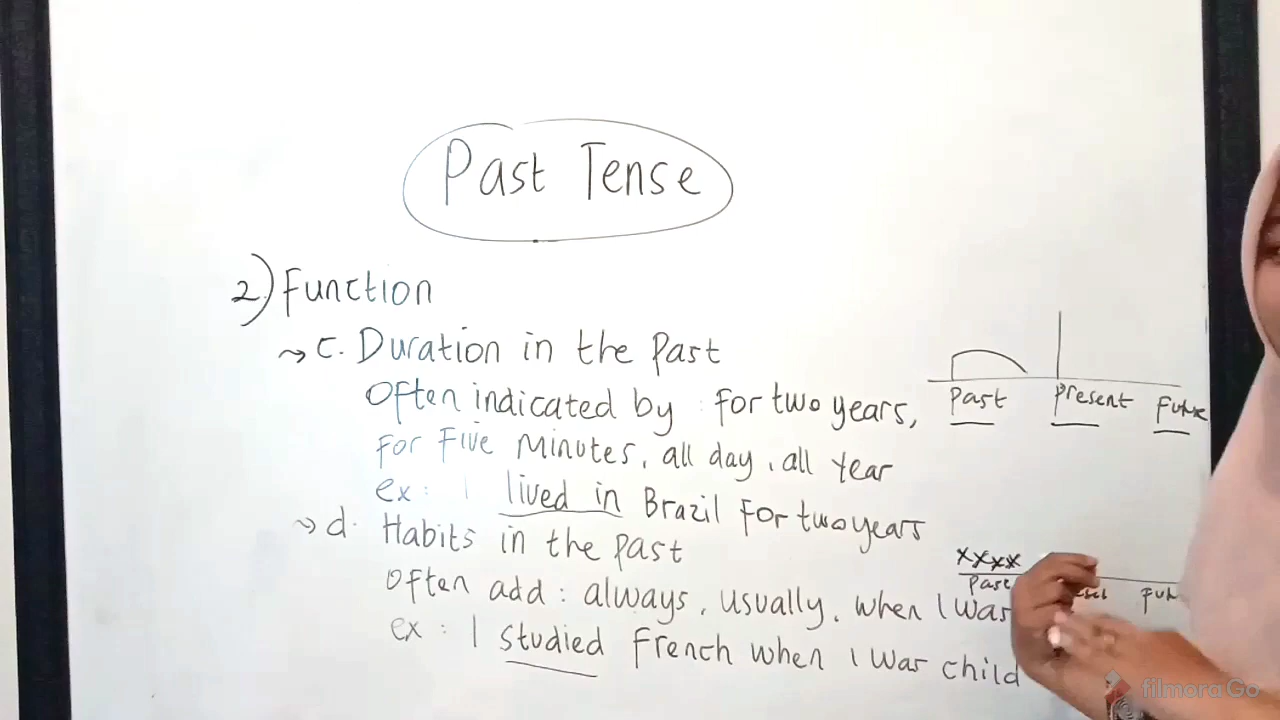 Past Tense
2.) Function
c. Duration in the Past
Often indicated by : for two years,
for Five Minutes, all day, all Year
ex : I lived in Brazil for two years
d. Habits in the past
Often add : always, usually, when I was
ex : I studied French when I was child
Past Present Future
xxxx
Past
filmora Go